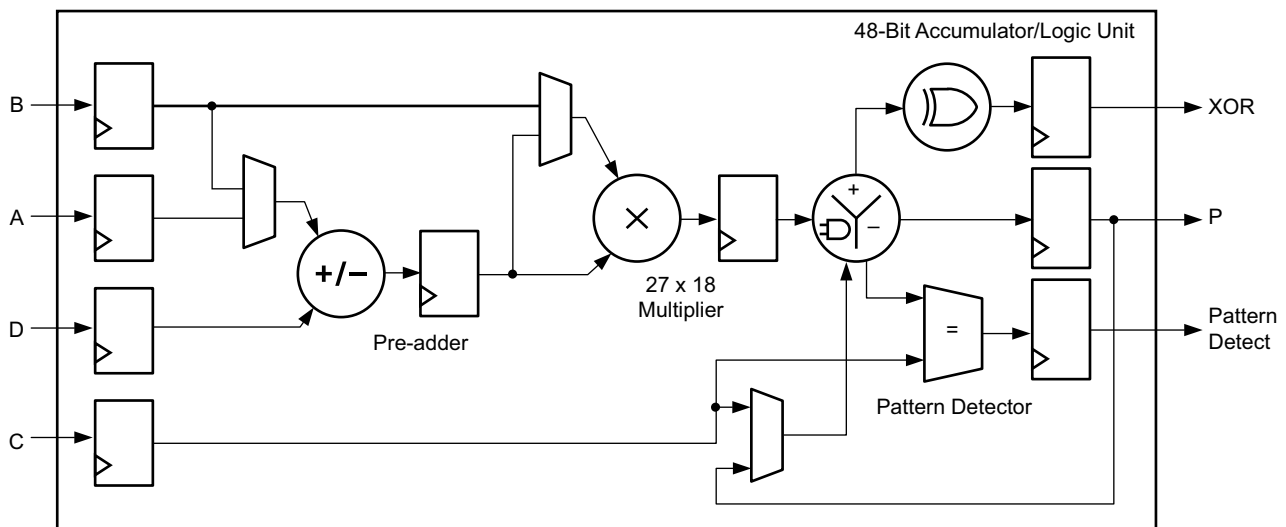 48-Bit Accumulator/Logic Unit
B
XOR
A
+
−
P
+/−
27 x 18
Multiplier
D
Pre-adder
=
Pattern
Detect
Pattern Detector
C